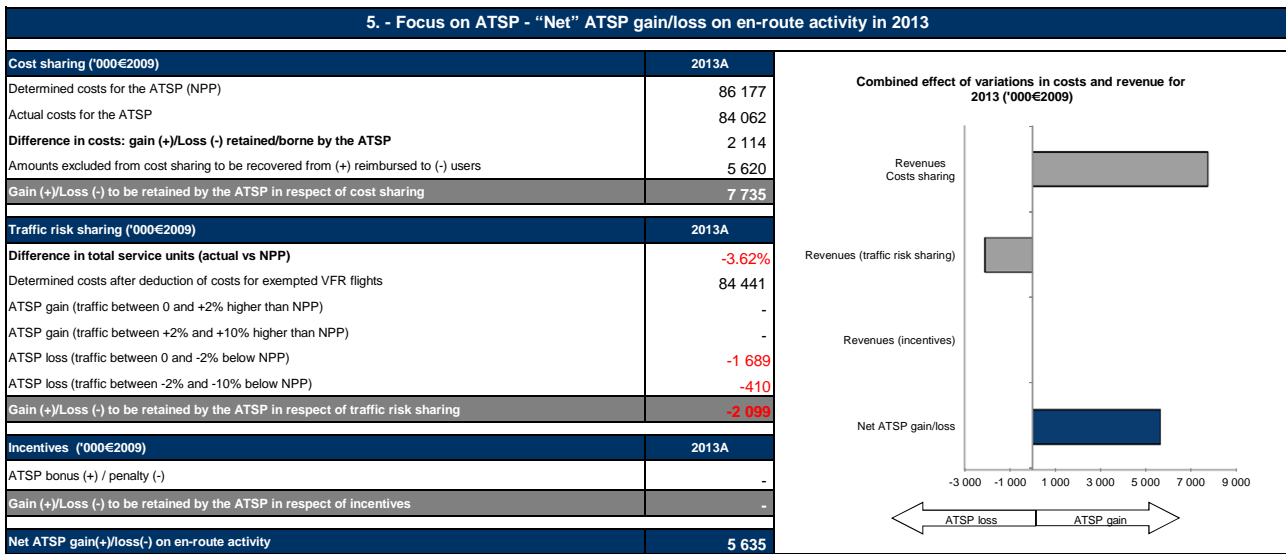 5. - Focus on ATSP - “Net” ATSP gain/loss on en-route activity in 2013
Cost sharing ('000€2009) 2013A
Determined costs for the ATSP (NPP) 86 177
Actual costs for the ATSP 84 062
Difference in costs: gain (+)/Loss (-) retained/borne by the ATSP 2 114
Amounts excluded from cost sharing to be recovered from (+) reimbursed to (-) users 5 620
Gain (+)/Loss (-) to be retained by the ATSP in respect of cost sharing 7 735
Traffic risk sharing ('000€2009) 2013A
Difference in total service units (actual vs NPP) -3.62%
Determined costs after deduction of costs for exempted VFR flights 84 441
ATSP gain (traffic between 0 and +2% higher than NPP) -
ATSP gain (traffic between +2% and +10% higher than NPP) -
ATSP loss (traffic between 0 and -2% below NPP) -1 689
ATSP loss (traffic between -2% and -10% below NPP) -410
Gain (+)/Loss (-) to be retained by the ATSP in respect of traffic risk sharing -2 099
Incentives ('000€2009) 2013A
ATSP bonus (+) / penalty (-) -
Gain (+)/Loss (-) to be retained by the ATSP in respect of incentives -
Net ATSP gain(+)/loss(-) on en-route activity 5 635
Combined effect of variations in costs and revenue for
2013 ('000€2009)
Revenues
Costs sharing
Revenues (traffic risk sharing)
Revenues (incentives)
Net ATSP gain/loss
-3 000 -1 000 1 000 3 000 5 000 7 000 9 000
ATSP loss ATSP gain